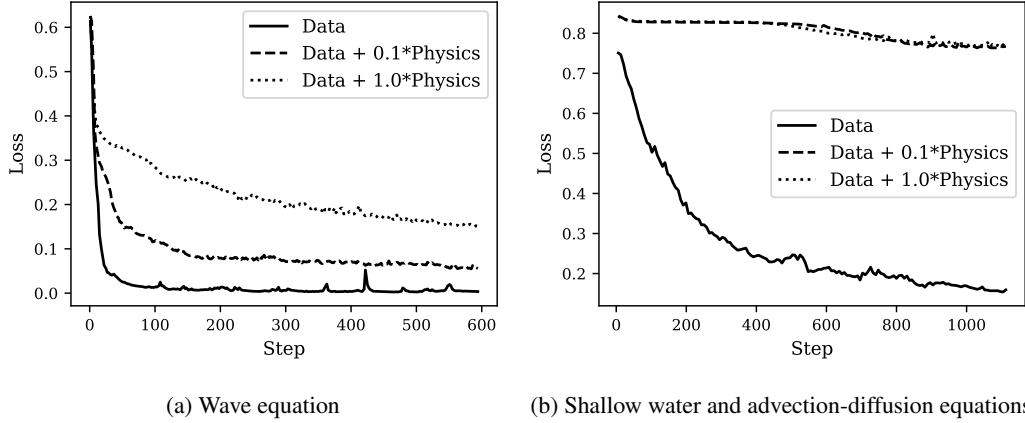 0.6
0.5
0.4
0.3
0.2
0.1
0.0
Loss
Data
Data + 0.1*Physics
Data + 1.0*Physics
0
100
200
300
400
500
600
Step
(a) Wave equation
0.8
0.7
0.6
0.5
0.4
0.3
0.2
Loss
Data
Data + 0.1*Physics
Data + 1.0*Physics
0
200
400
600
800
1000
Step
(b) Shallow water and advection-diffusion equations